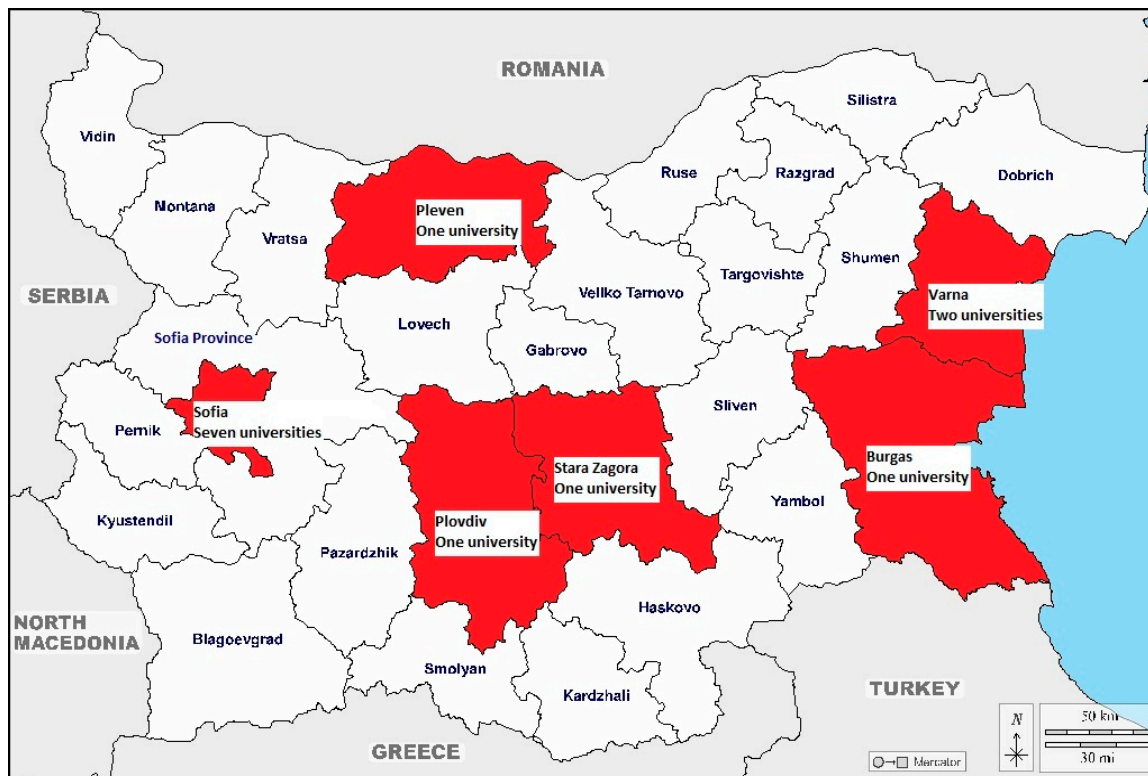 ROMANIA
Silistra
Vidin
Ruse
Razgrad
Dobrich
Montana
Pleven
One university
Vratsa
Targovishte
Shumen
SERBIA
Veliko Tarnovo
Varna
Two universities
Lovech
Sofia Province
Gabrovo
Sliven
Sofia
Seven universities
Pernik
Stara Zagora
One university
Burgas
One university
Yambol
Kyustendil
Plovdiv
One university
Pazardzhik
Haskovo
NORTH
MACEDONIA
Blagoevgrad
Smolyan
Kardzhali
TURKEY
GREECE
N
50 km
30 mi
Mercator